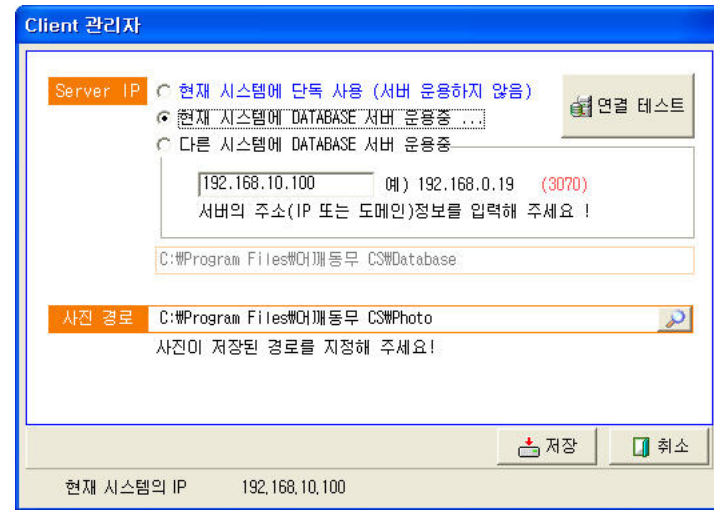 Client 관리자
Server IP 현재 시스템에 단독 사용 (서버 운용하지 않음)
현재 시스템에 DATABASE 서버 운용중 ...
연결 테스트
다른 시스템에 DATABASE 서버 운용중
192.168.10.100 예) 192.168.0.19 (3070)
서버의 주소(IP 또는 도메인)정보를 입력해 주세요 !
C:₩Program Files₩어깨동무 CS₩Database
사진 경로 C:₩Program Files₩어깨동무 CS₩Photo
사진이 저장된 경로를 지정해 주세요!
저장 취소
현재 시스템의 IP 192.168.10.100